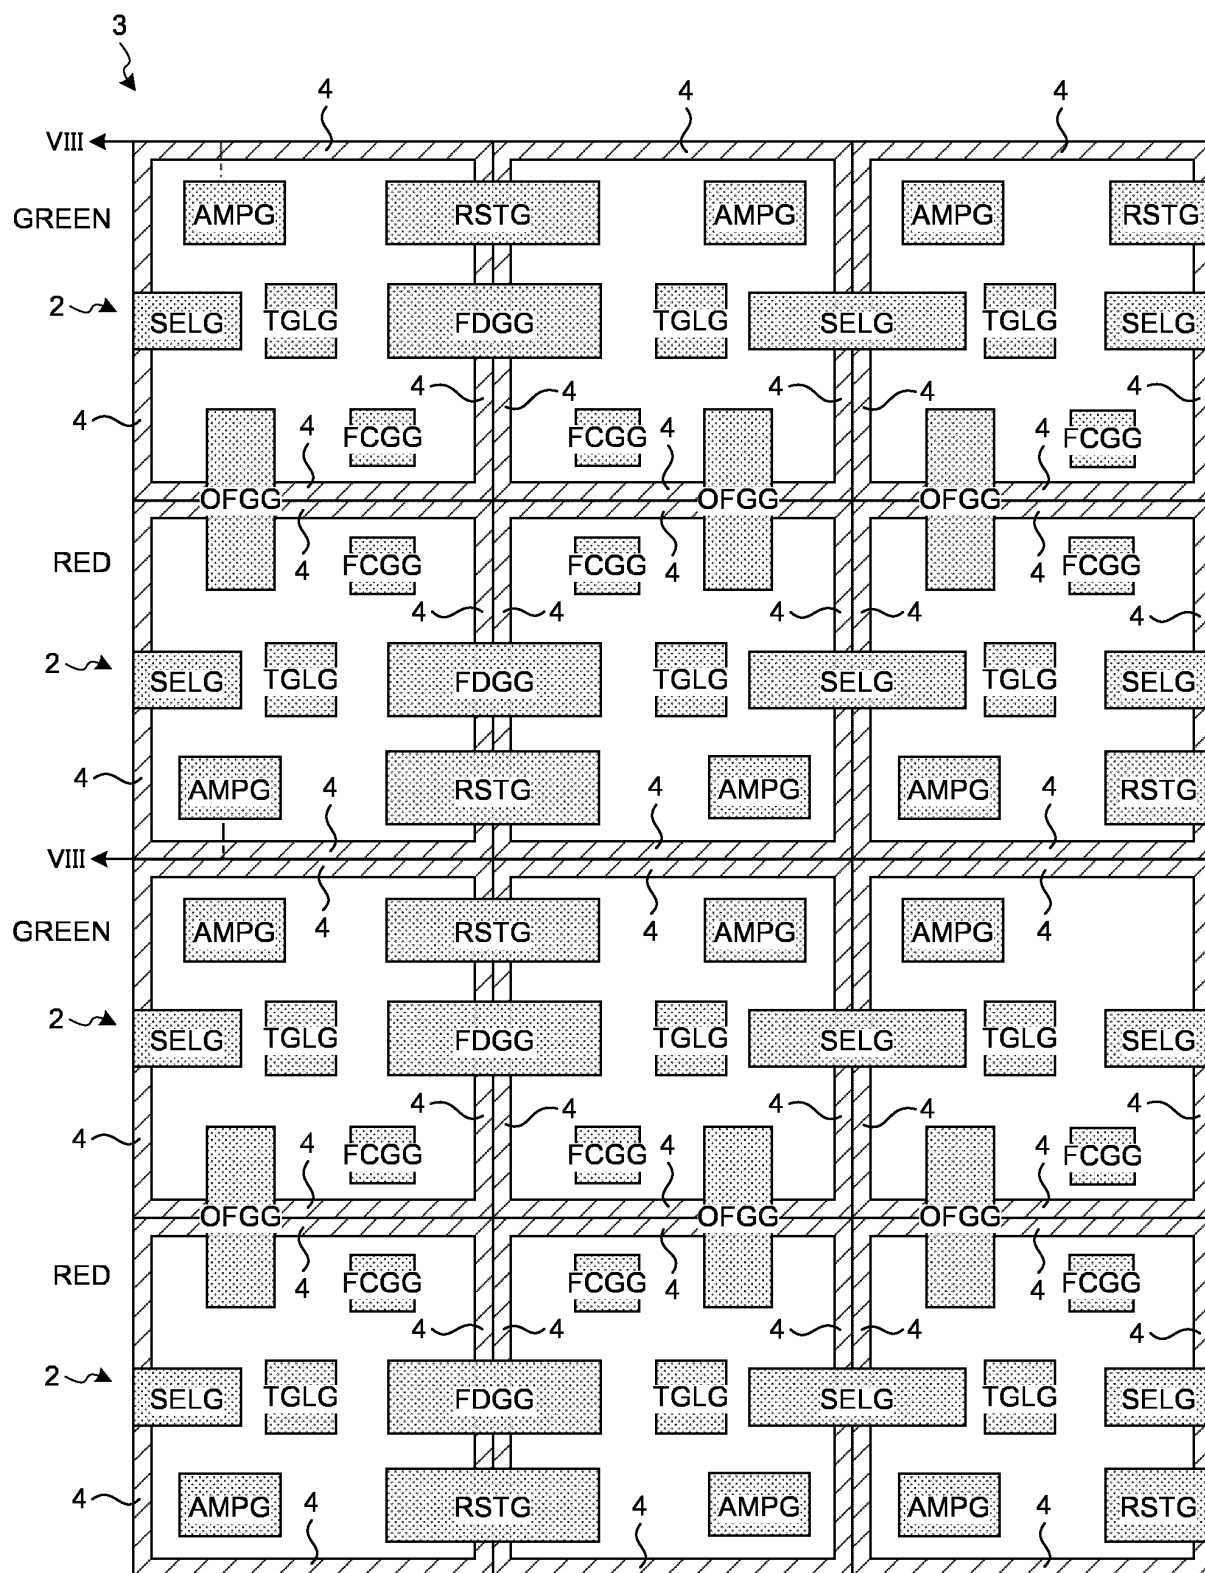 3
4 4 4
VIII
GREEN AMPG RSTG AMPG AMPG RSTG
2 SELG TGLG FDGG TGLG SELG TGLG SELG
4 4 4 4 4
4 FCGG FCGG FCGG
4 4 4
OFGG OFGG OFGG
RED FCGG FCGG FCGG
4 4 4
4 4 4 4 4
2 SELG TGLG FDGG TGLG SELG TGLG SELG
4 AMPG RSTG AMPG AMPG RSTG
4 4 4
VIII
4 4 4
GREEN AMPG RSTG AMPG AMPG
2 SELG TGLG FDGG TGLG SELG TGLG SELG
4 4 4 4 4
4 FCGG FCGG FCGG
4 4 4
OFGG OFGG OFGG
RED FCGG FCGG FCGG
4 4 4
4 4 4 4 4
2 SELG TGLG FDGG TGLG SELG TGLG SELG
4 AMPG RSTG AMPG AMPG RSTG
4 4 4